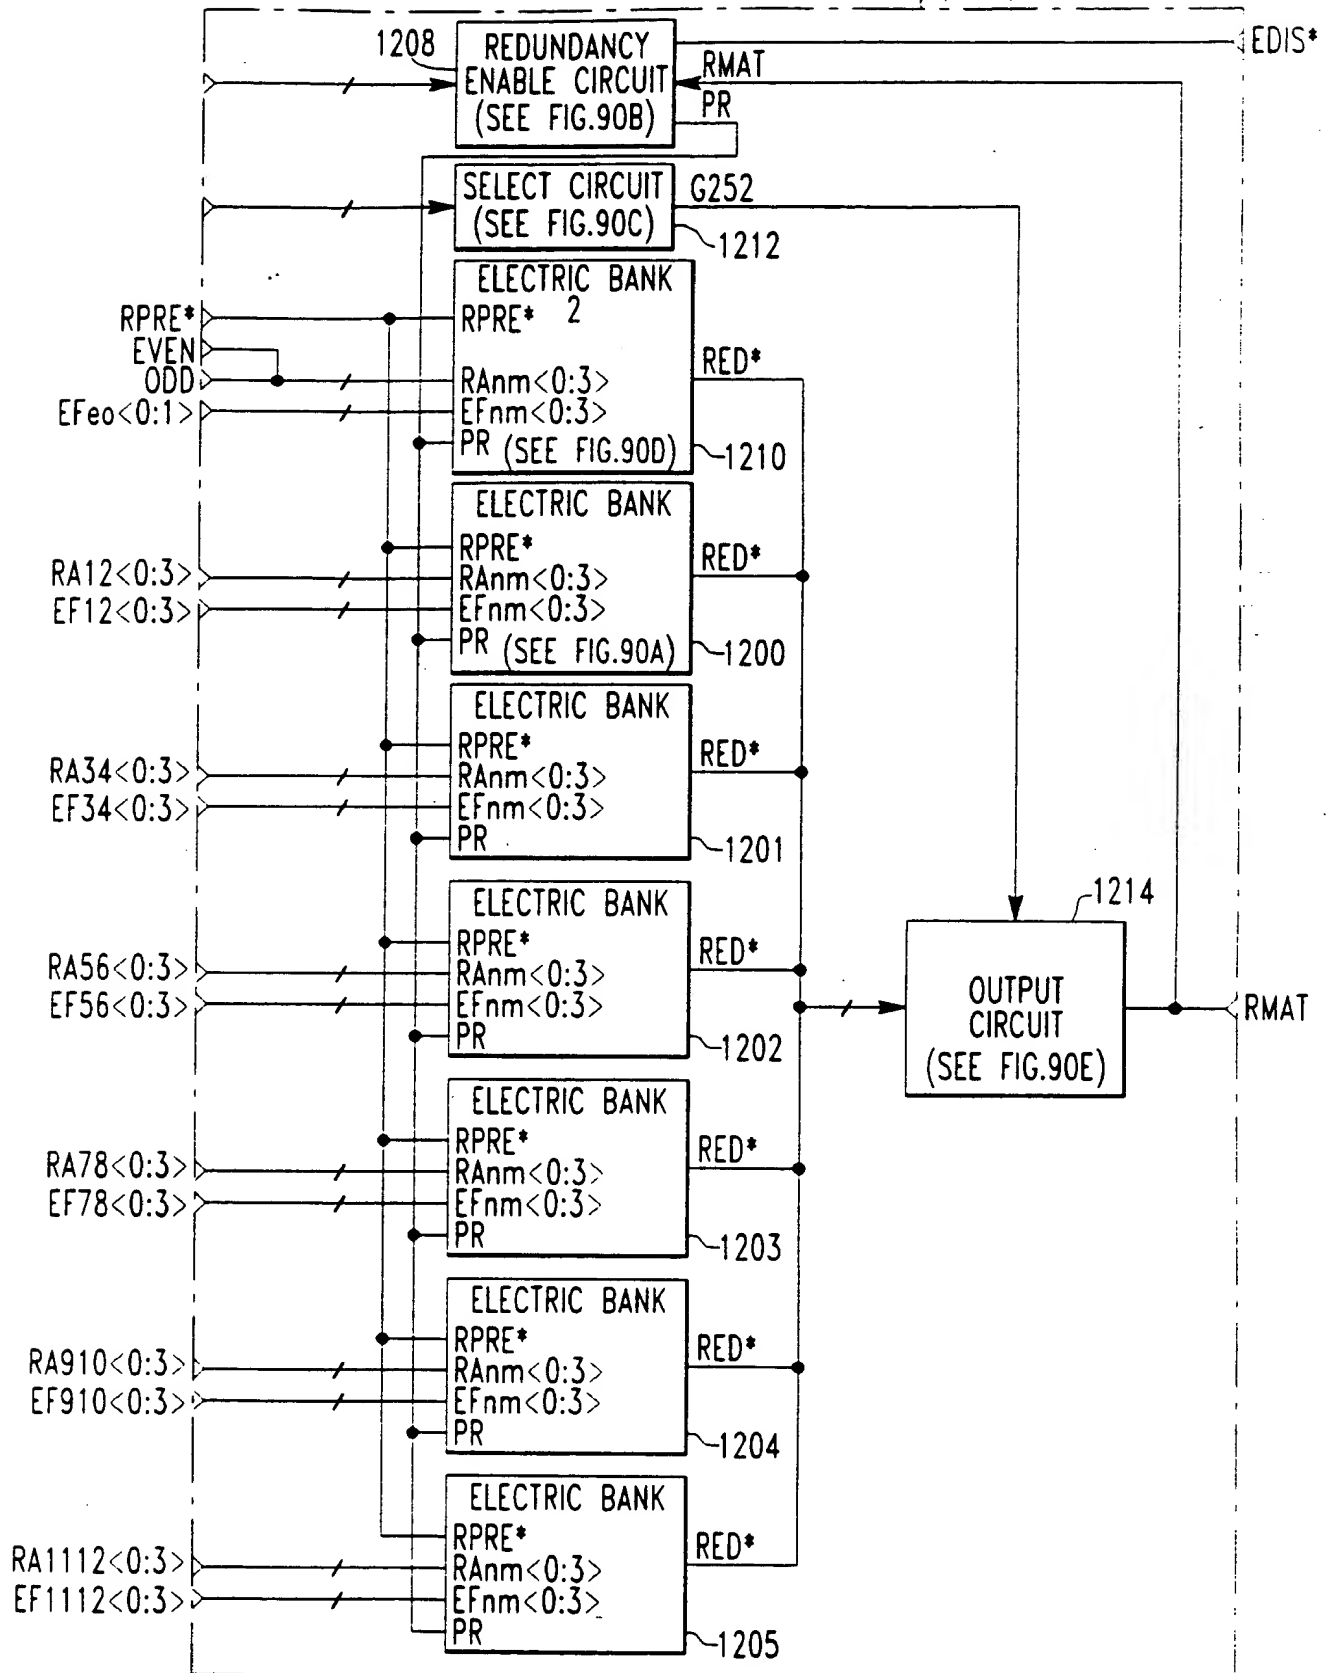 1208
REDUNDANCY
ENABLE CIRCUIT
(SEE FIG.90B)
EDIS*
RMAT
PR
SELECT CIRCUIT
(SEE FIG.90C)
G252
1212
ELECTRIC BANK
2
RPRE*
RPRE*
EVEN
ODD
RAnm<0:3>
EFeo<0:1>
EFnm<0:3>
PR (SEE FIG.90D)
RED*
1210
ELECTRIC BANK
RPRE*
RA12<0:3>
RAnm<0:3>
EF12<0:3>
EFnm<0:3>
PR (SEE FIG.90A)
RED*
1200
ELECTRIC BANK
RPRE*
RA34<0:3>
RAnm<0:3>
EF34<0:3>
EFnm<0:3>
PR
RED*
1201
ELECTRIC BANK
RPRE*
RA56<0:3>
RAnm<0:3>
EF56<0:3>
EFnm<0:3>
PR
RED*
1202
1214
OUTPUT
CIRCUIT
(SEE FIG.90E)
RMAT
ELECTRIC BANK
RPRE*
RA78<0:3>
RAnm<0:3>
EF78<0:3>
EFnm<0:3>
PR
RED*
1203
ELECTRIC BANK
RPRE*
RA910<0:3>
RAnm<0:3>
EF910<0:3>
EFnm<0:3>
PR
RED*
1204
ELECTRIC BANK
RPRE*
RA1112<0:3>
RAnm<0:3>
EF1112<0:3>
EFnm<0:3>
PR
RED*
1205